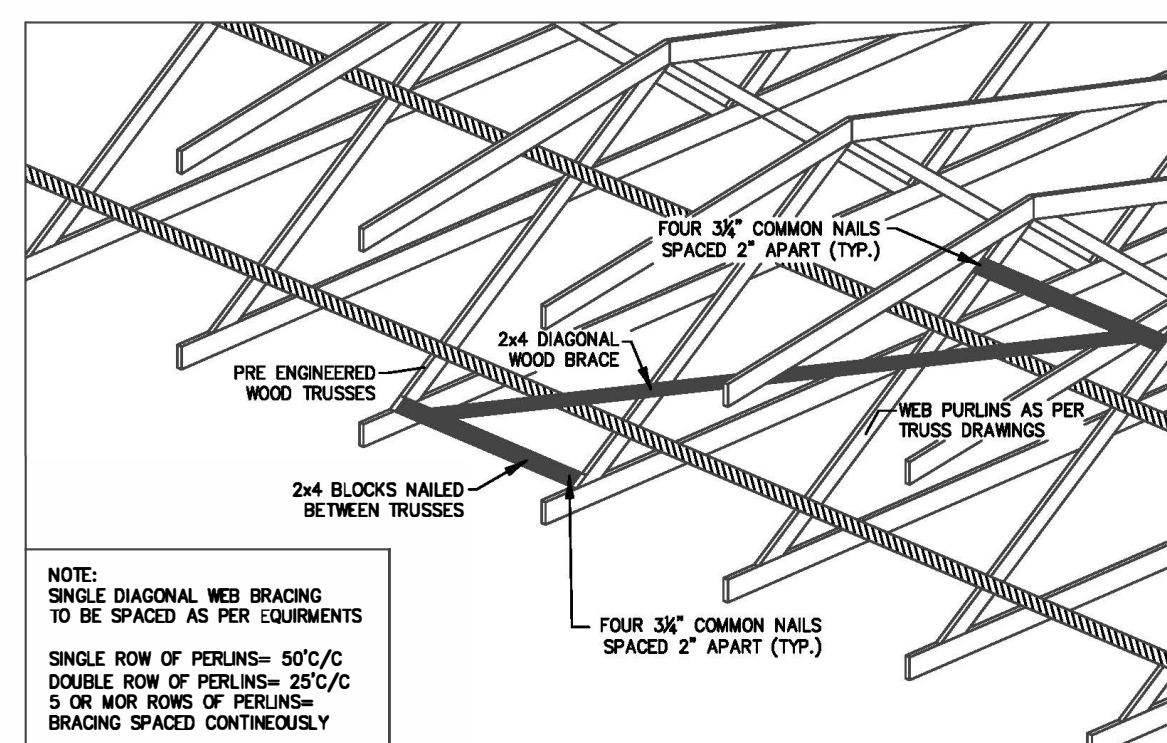 FOUR 3¼" COMMON NAILS
SPACED 2" APART (TYP.)
2x4 DIAGONAL
WOOD BRACE
PRE ENGINEERED
WOOD TRUSSES
WEB PURLINS AS PER
TRUSS DRAWINGS
2x4 BLOCKS NAILED
BETWEEN TRUSSES
FOUR 3¼" COMMON NAILS
SPACED 2" APART (TYP.)
NOTE:
SINGLE DIAGONAL WEB BRACING
TO BE SPACED AS PER EQUIRMENTS
SINGLE ROW OF PERLINS= 50'C/C
DOUBLE ROW OF PERLINS= 25'C/C
5 OR MOR ROWS OF PERLINS=
BRACING SPACED CONTINEOUSLY